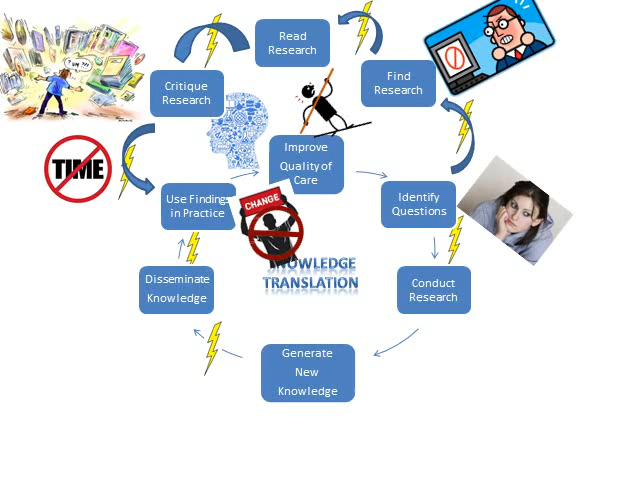 Read
Research
Find
Research
Critique
Research
Improve
Quality of
Care
TIME
Use Findings
in Practice
CHANGE
Identify
Questions
KNOWLEDGE
TRANSLATION
Disseminate
Knowledge
Conduct
Research
Generate
New
Knowledge